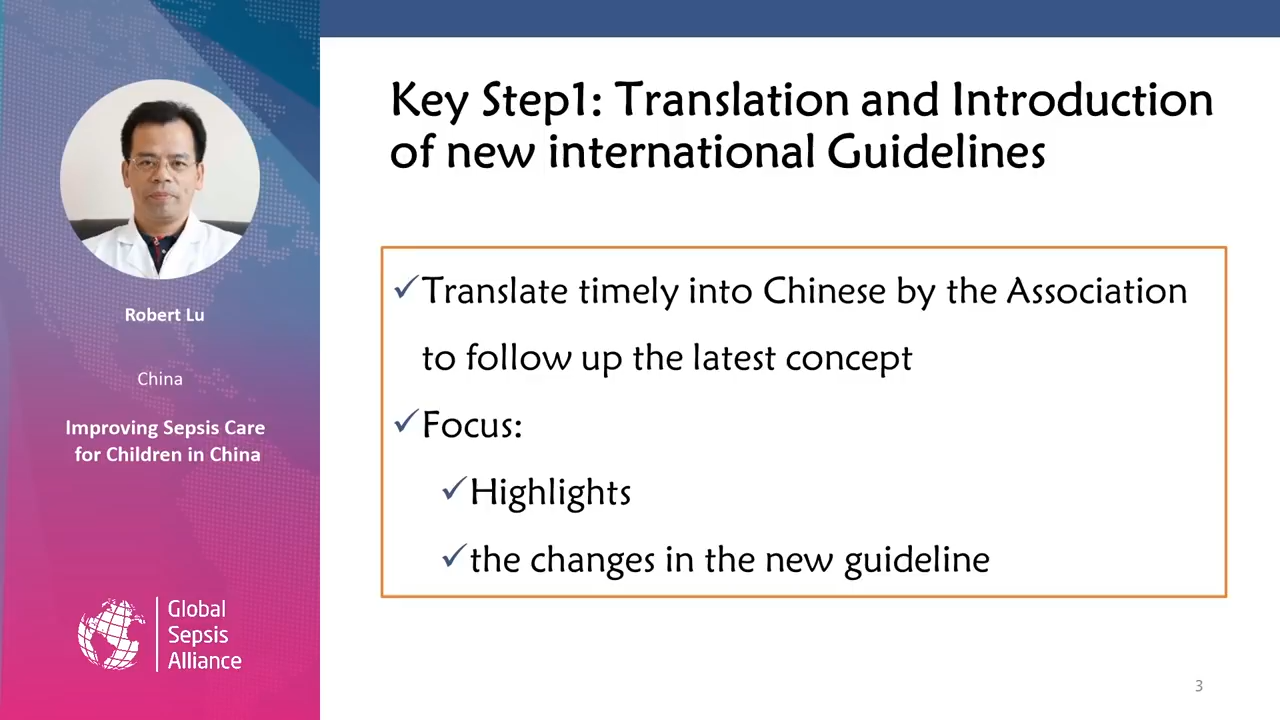 Robert Lu
China
Improving Sepsis Care
for Children in China
Global
Sepsis
Alliance
Key Step1: Translation and Introduction
of new international Guidelines
✓Translate timely into Chinese by the Association
to follow up the latest concept
✓Focus:
✓Highlights
✓the changes in the new guideline
3